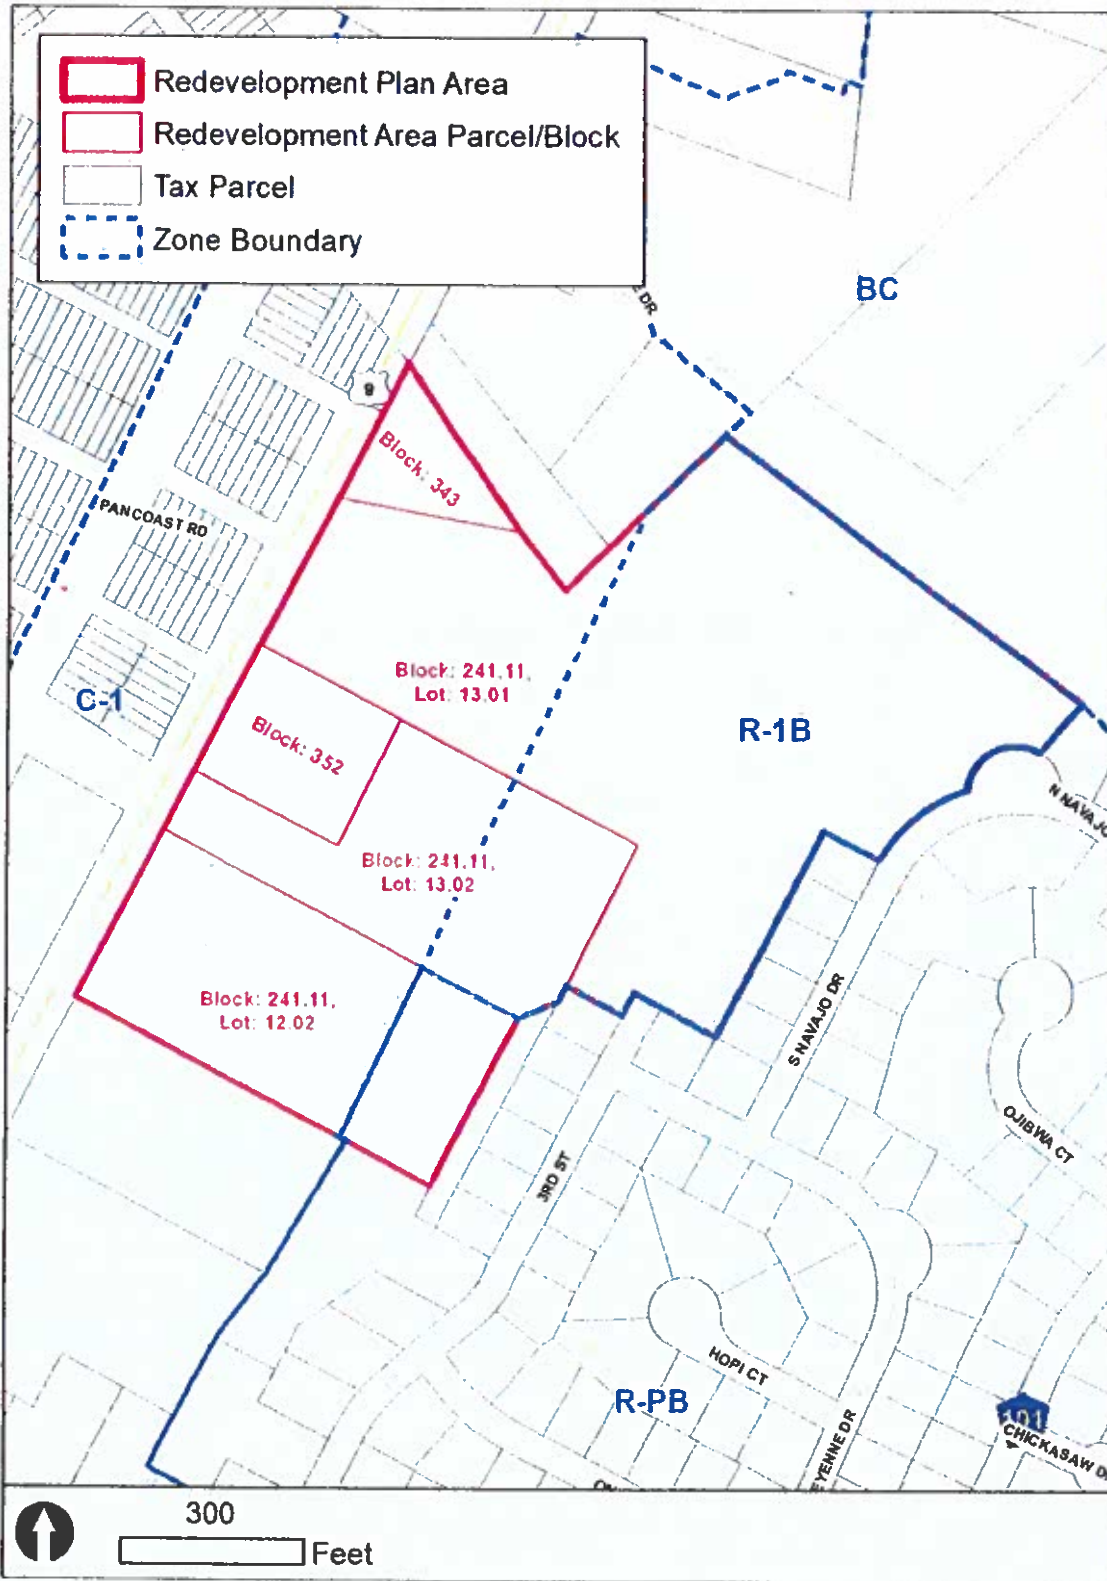 Redevelopment Plan Area
Redevelopment Area Parcel/Block
Tax Parcel
Zone Boundary
BC
9
Block: 343
PANCOAST RD
Block: 241.11,
Lot: 13.01
C-1
Block: 352
R-1B
N NAVAJO
Block: 241.11,
Lot: 13.02
Block: 241.11,
Lot: 12.02
S NAVAJO DR
OJIBWA CT
3RD ST
HOPI CT
R-PB
CHICKASAW D
EYENNE DR
300
Feet